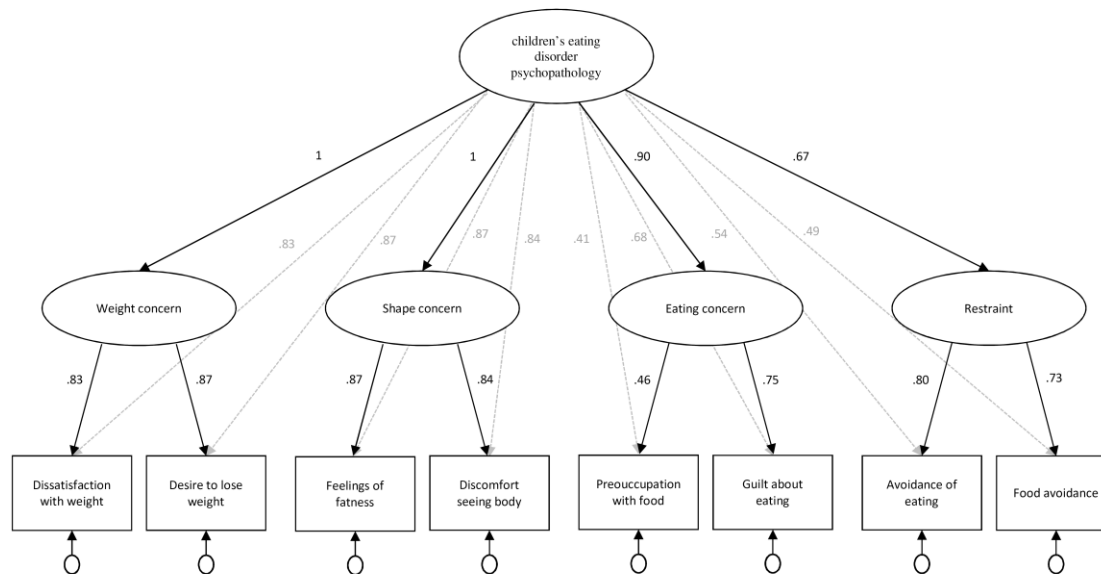 children's eating
disorder
psychopathology
1
1
.90
.67
.83
.87
.87
.84
.41
.68
.54
.49
Weight concern
Shape concern
Eating concern
Restraint
.83
.87
.87
.84
.46
.75
.80
.73
Dissatisfaction
with weight
Desire to lose
weight
Feelings of
fatness
Discomfort
seeing body
Preouccupation
with food
Guilt about
eating
Avoidance of
eating
Food avoidance